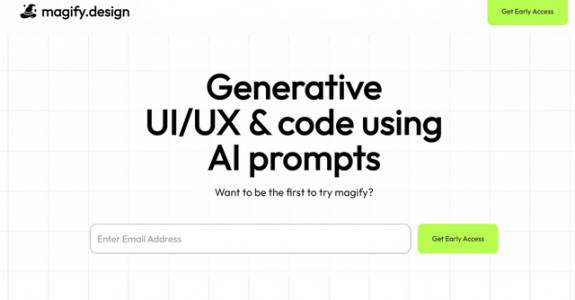 magify.design
Get Early Access
Generative
UI/UX & code using
AI prompts
Want to be the first to try magify?
Enter Email Address
Get Early Access